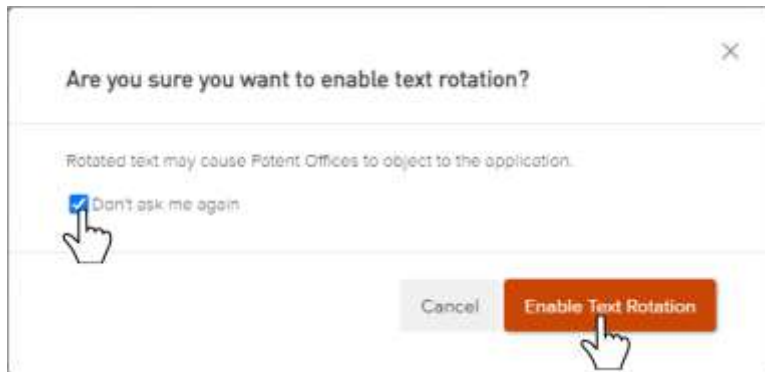 Are you sure you want to enable text rotation?
Rotated text may cause Patent Offices to object to the application.
Don't ask me again
Cancel
Enable Text Rotation